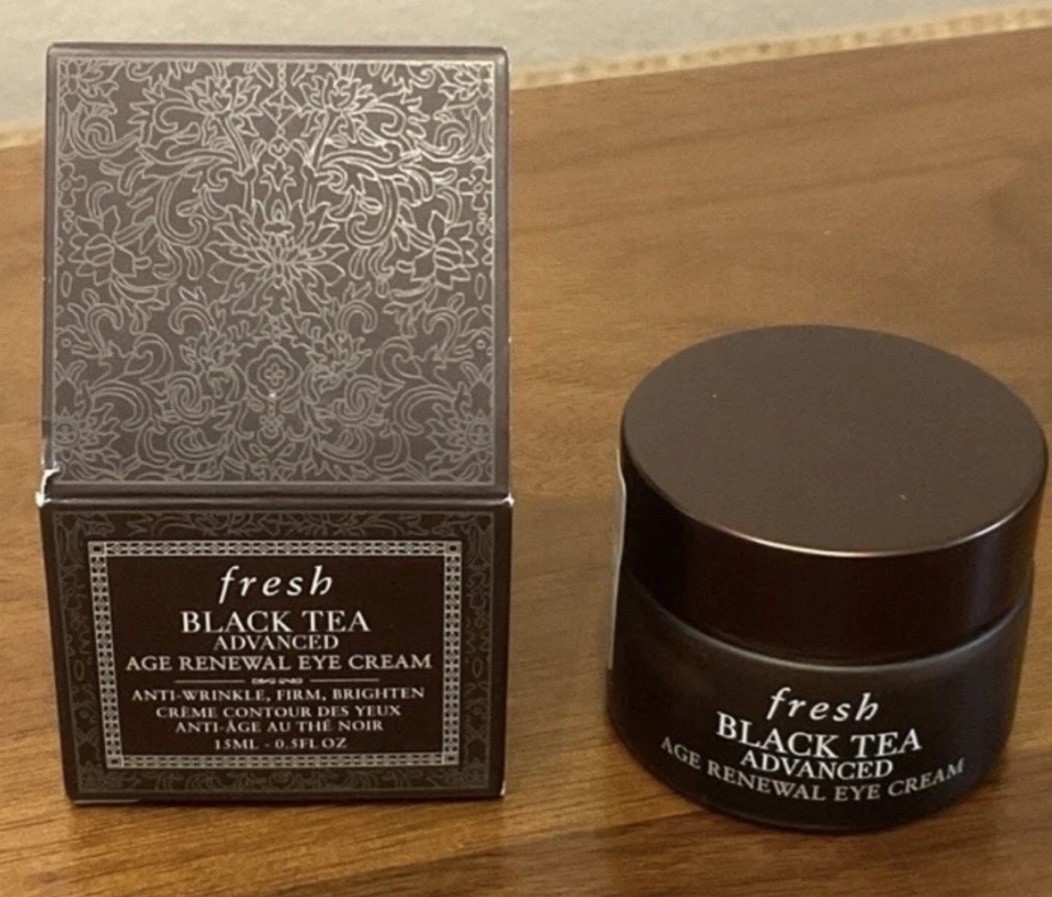 fresh
BLACK TEA
ADVANCED
AGE RENEWAL EYE CREAM
ANTI-WRINKLE, FIRM, BRIGHTEN
CRÈME CONTOUR DES YEUX
ANTI-ÂGE AU THÉ NOIR
15ML - 0.5FL OZ
fresh
BLACK TEA
ADVANCED
AGE RENEWAL EYE CREAM